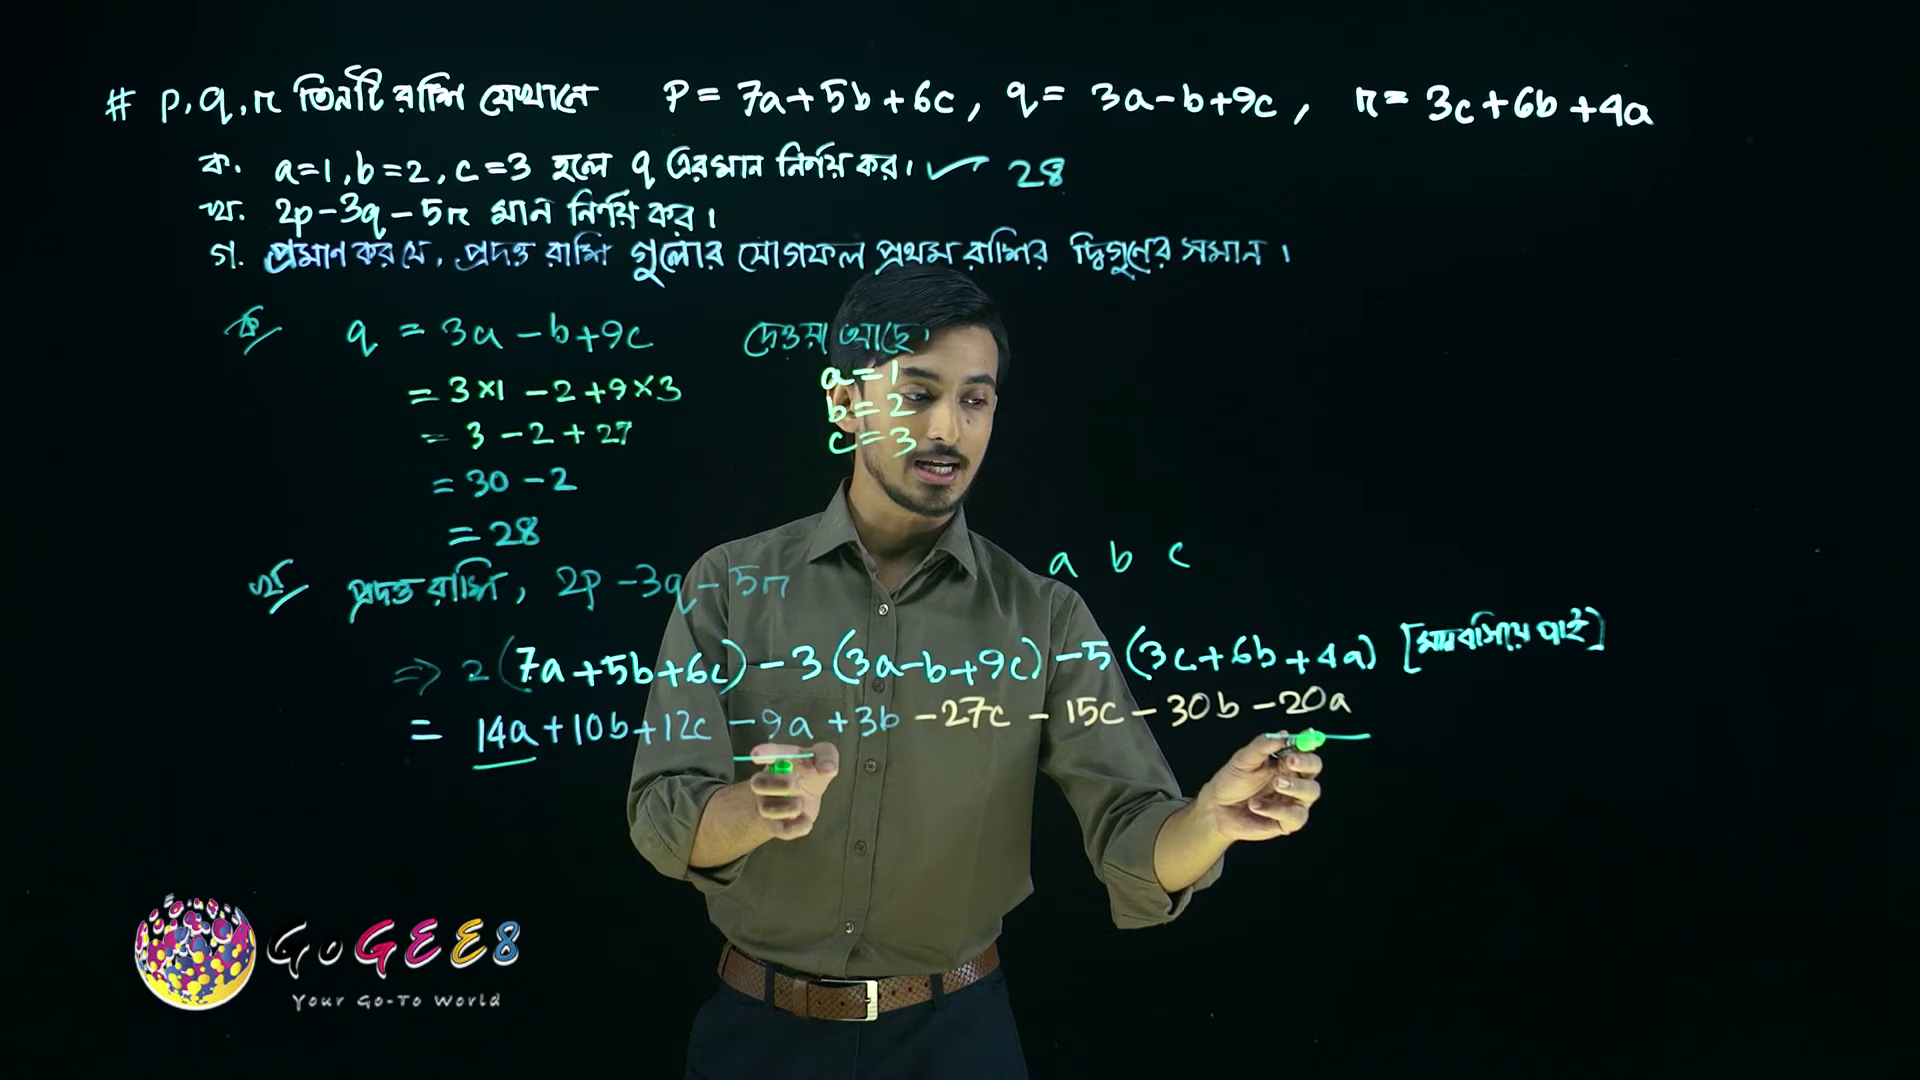 # p, q, r তিনটি রাশি যেখানে P = 7a+5b+6c, q = 3a-b+9c, r = 3c+6b+4a
ক. a=1, b=2, c=3 হলে q এর মান নির্ণয় কর। ✓ 28
খ. 2p-3q-5r মান নির্ণয় কর।
গ. প্রমাণ কর যে, প্রদত্ত রাশি গুলোর যোগফল প্রথম রাশির দ্বিগুনের সমান।
ক q = 3a-b+9c দেওয়া আছে,
a=1
= 3×1 -2+9×3
b=2
= 3-2+27
c=3
= 30-2
= 28
a b c
খ প্রদত্ত রাশি, 2p-3q-5r
⇒ 2(7a+5b+6c) -3(3a-b+9c) -5(3c+6b+4a) [মান বসিয়ে পাই]
= 14a+10b+12c -9a+3b -27c -15c -30b -20a
GoGEE8
Your Go-To World